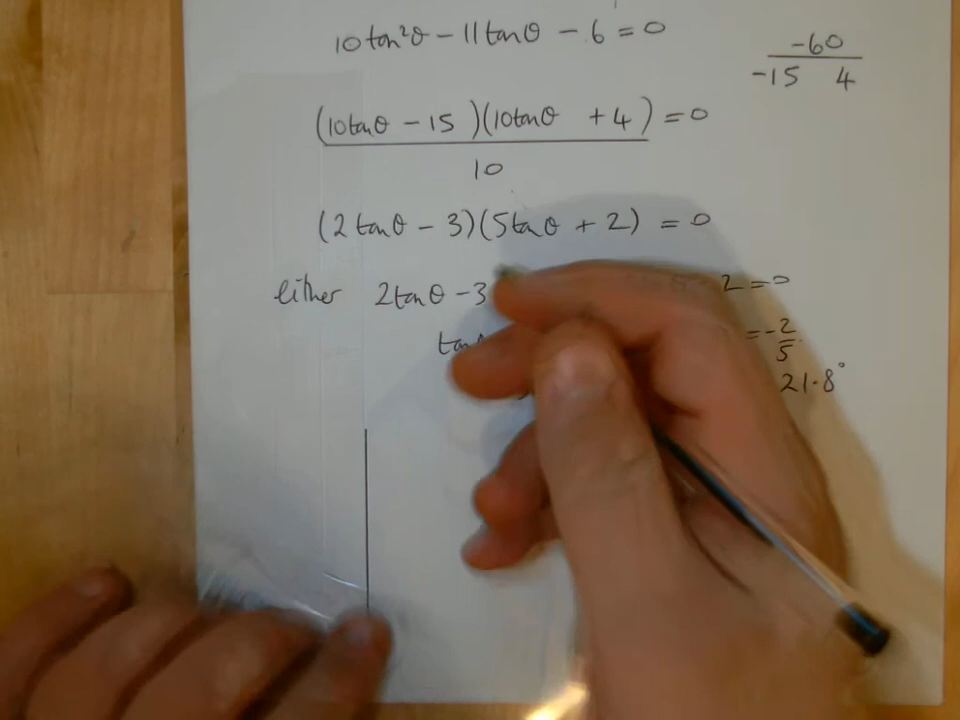 10tan²θ - 11tanθ - 6 = 0
-60
-15 4
(10tanθ - 15)(10tanθ + 4) = 0
10
(2tanθ - 3)(5tanθ + 2) = 0
either 2tanθ - 3 2 = 0
tan = -2/5
21.8°